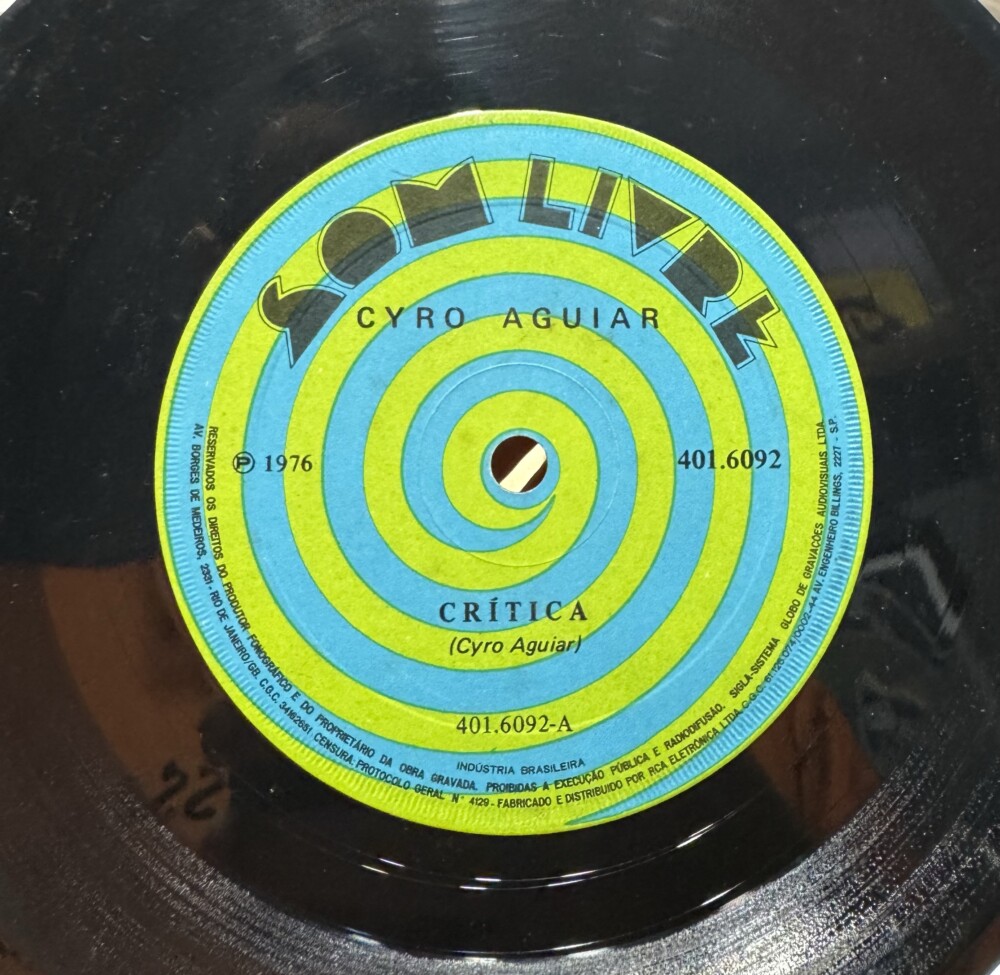 SOM LIVRE
CYRO AGUIAR
℗ 1976
401.6092
CRÍTICA
(Cyro Aguiar)
401.6092-A
INDÚSTRIA BRASILEIRA
RESERVADOS OS DIREITOS DO PRODUTOR FONOGRÁFICO E DO PROPRIETÁRIO DA OBRA GRAVADA. PROIBIDAS A EXECUÇÃO PÚBLICA E RADIODIFUSÃO. SIGLA-SISTEMA GLOBO DE GRAVAÇÕES AUDIOVISUAIS LTDA.
AV. BORGES DE MEDEIROS, 2531 - RIO DE JANEIRO/GB. C.G.C. 34162651 CENSURA PROTOCOLO GERAL Nº 4129 - FABRICADO E DISTRIBUIDO POR RCA ELETRÔNICA LTDA. C.G.C. AV. ENGENHEIRO BILLINGS, 2227 - S.P.